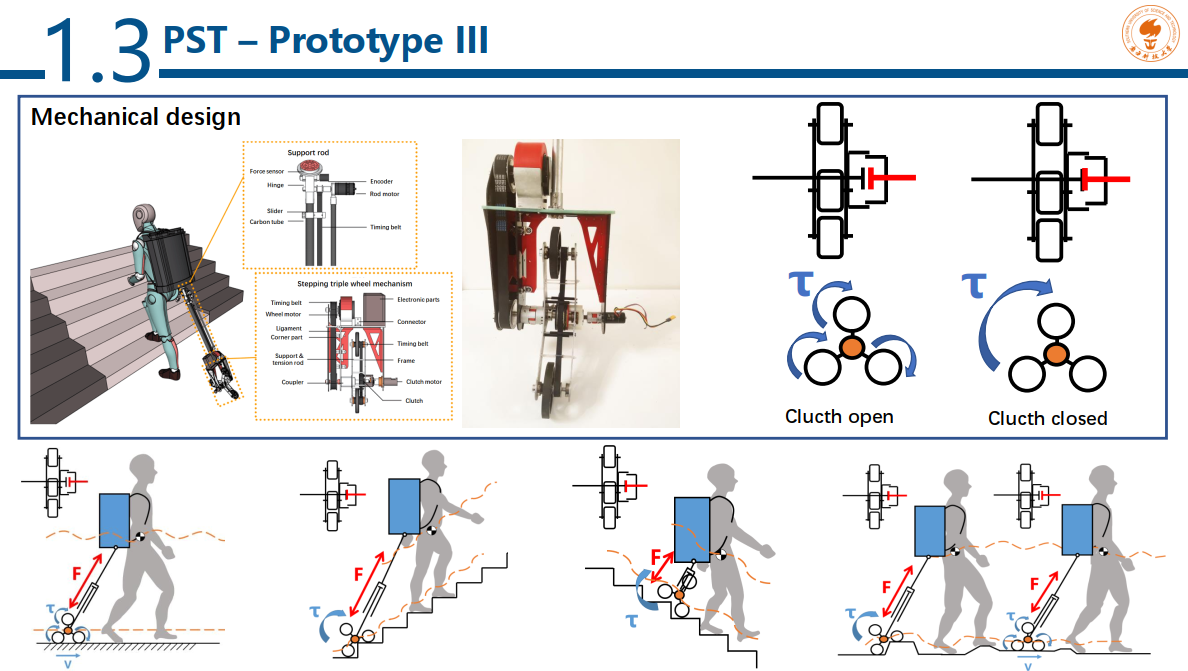 1.3
PST – Prototype III
Mechanical design
Support rod
Force sensor
Hinge
Slider
Carbon tube
Encoder
Rod motor
Timing belt
Stepping triple wheel mechanism
Timing belt
Wheel motor
Ligament
Corner part
Support &
tension rod
Coupler
Electronic parts
Connector
Timing belt
Frame
Clutch motor
Clutch
τ
Clucth open
τ
Clucth closed
F
τ
v
F
τ
F
τ
F
τ
F
τ
v